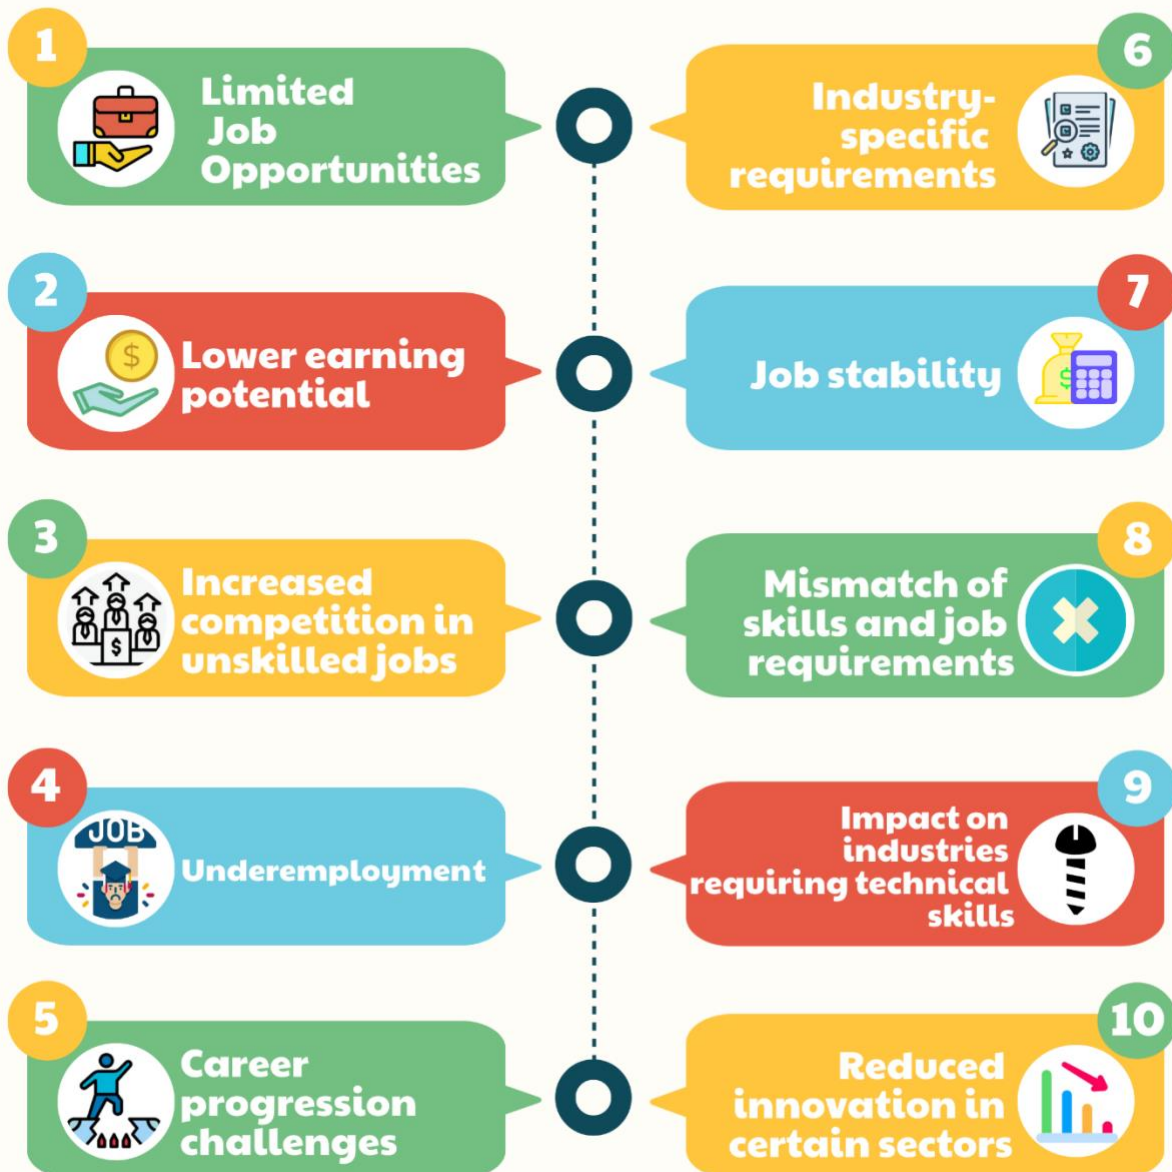 1
Limited
Job
Opportunities
2
Lower earning
potential
3
Increased
competition in
unskilled jobs
4
JOB
Underemployment
5
Career
progression
challenges
6
Industry-
specific
requirements
7
Job stability
8
Mismatch of
skills and job
requirements
9
Impact on
industries
requiring technical
skills
10
Reduced
innovation in
certain sectors